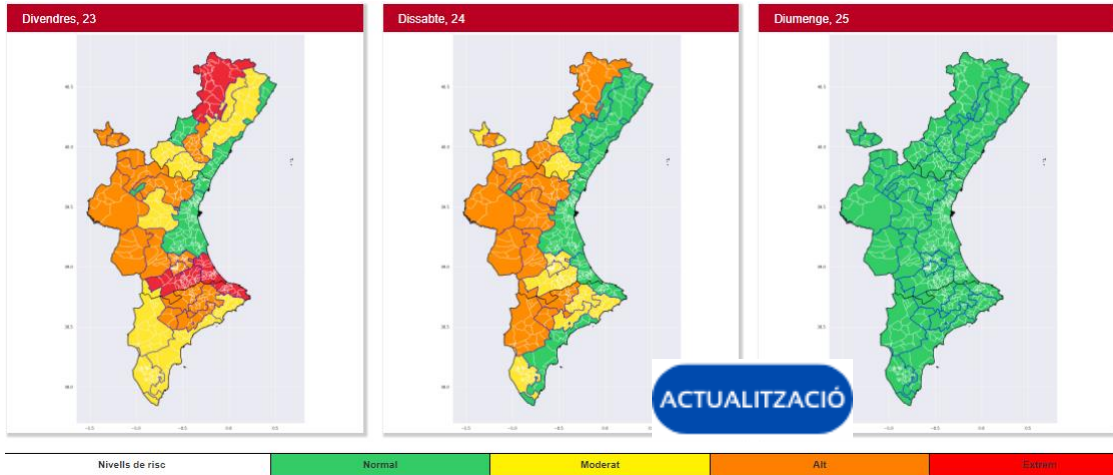 Divendres, 23
Dissabte, 24
Diumenge, 25
ACTUALITZACIÓ
Nivells de risc
Normal
Moderat
Alt
Extrem